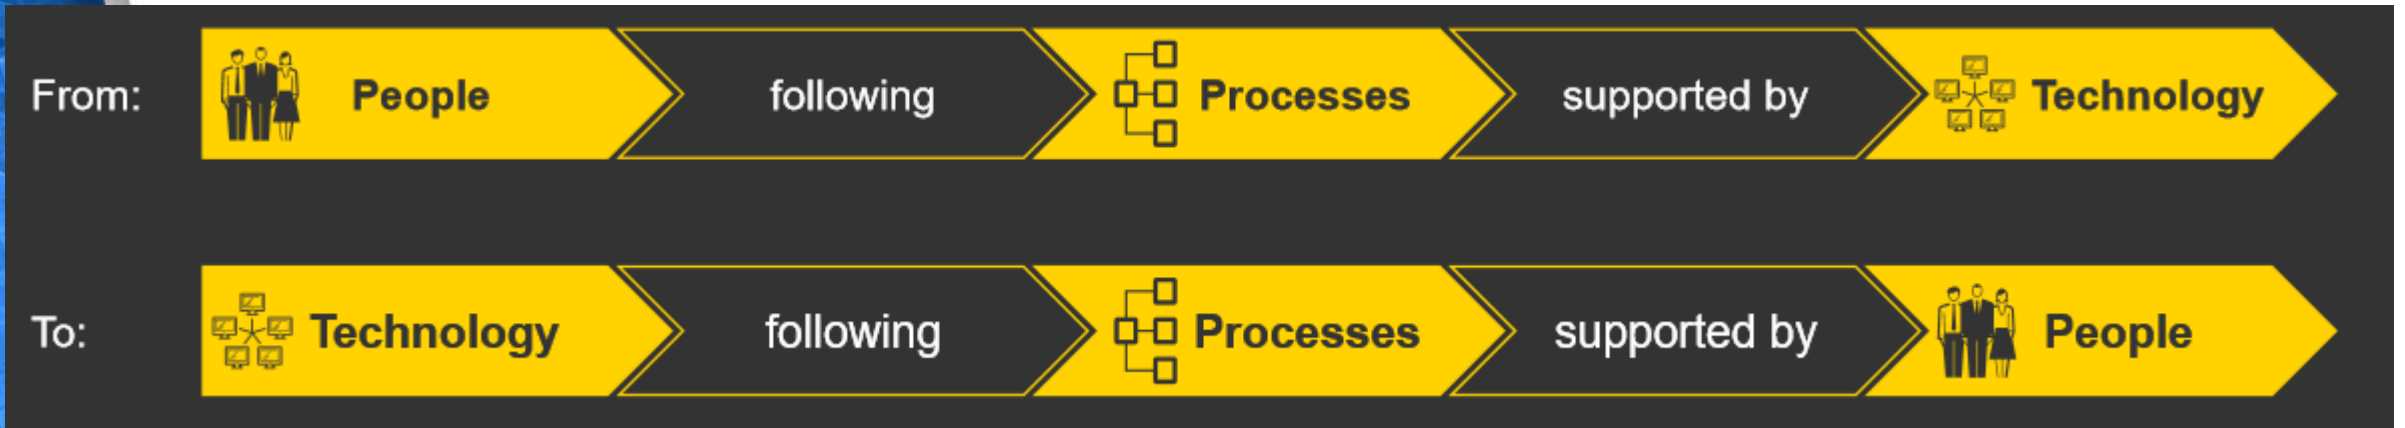 From: People following Processes supported by Technology
To: Technology following Processes supported by People